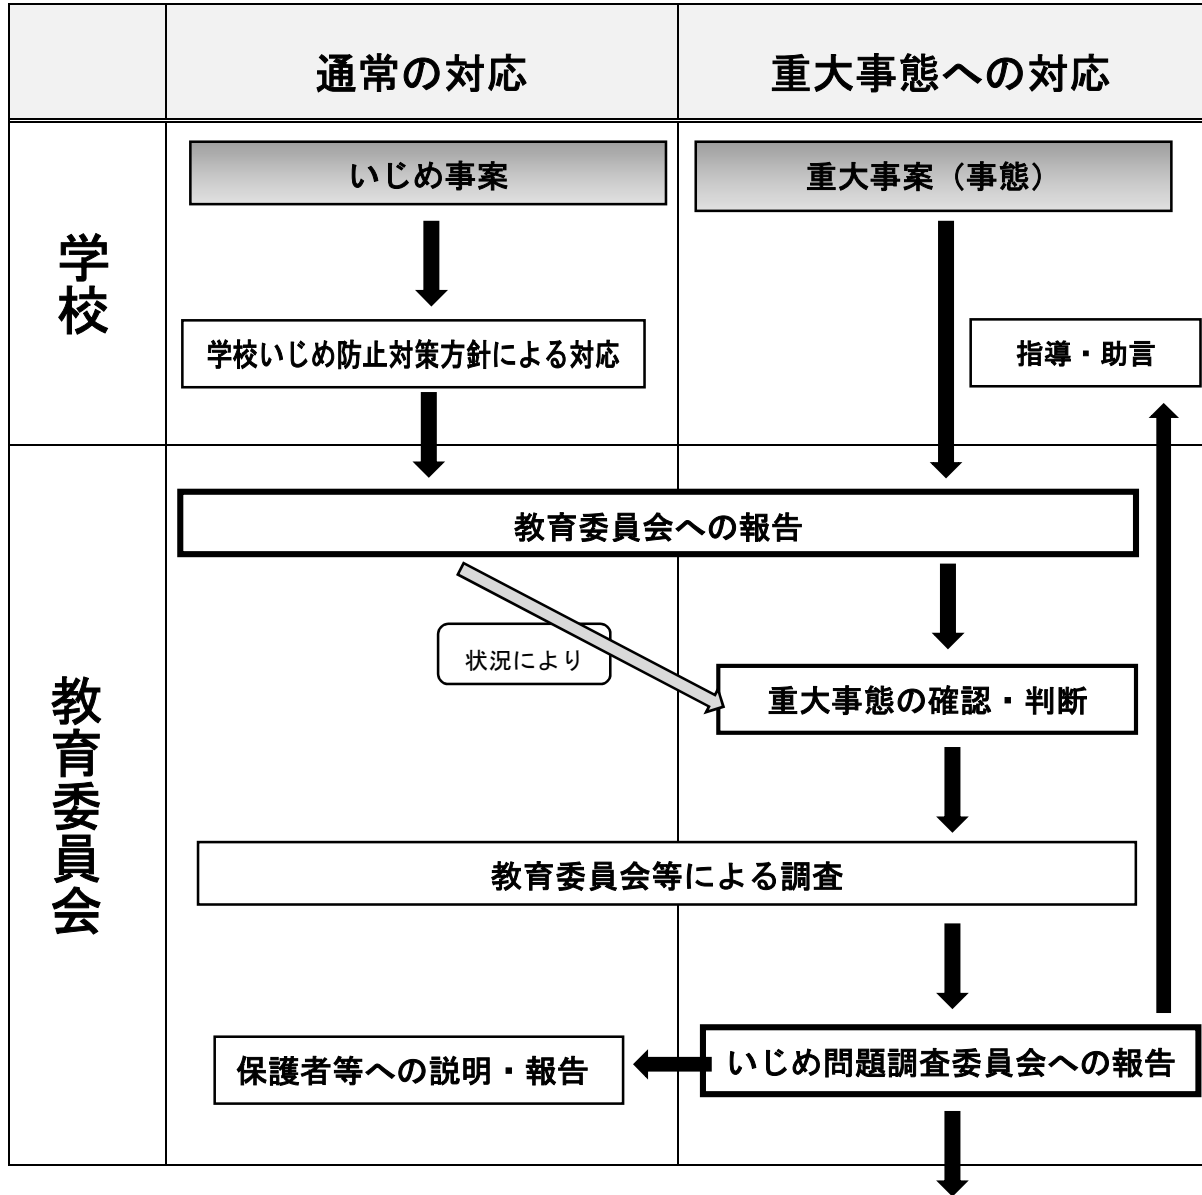 通常の対応
重大事態への対応
学校
いじめ事案
重大事案（事態）
学校いじめ防止対策方針による対応
指導・助言
教育委員会
教育委員会への報告
状況により
重大事態の確認・判断
教育委員会等による調査
保護者等への説明・報告
いじめ問題調査委員会への報告